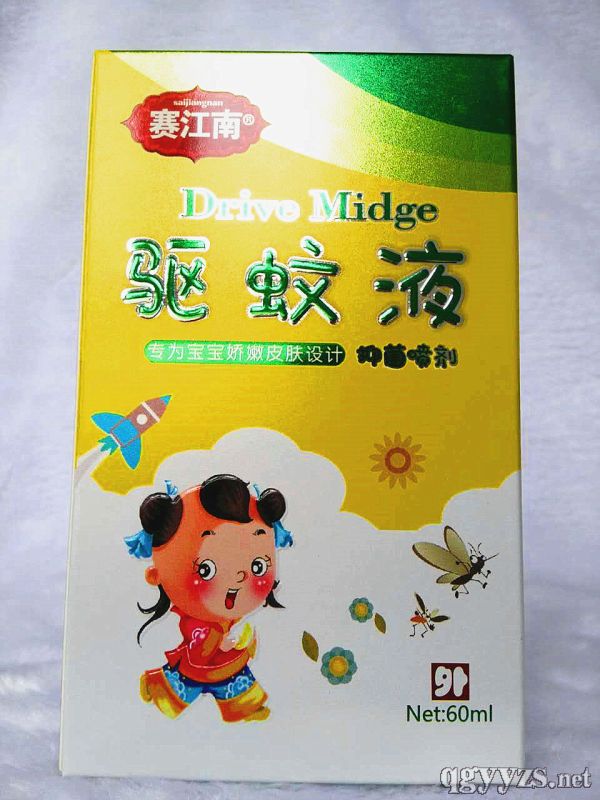 saijiangnan
赛江南®
Drive Midge
驱蚊液
专为宝宝娇嫩皮肤设计 抑菌喷剂
外
Net:60ml
qgyyzs.net